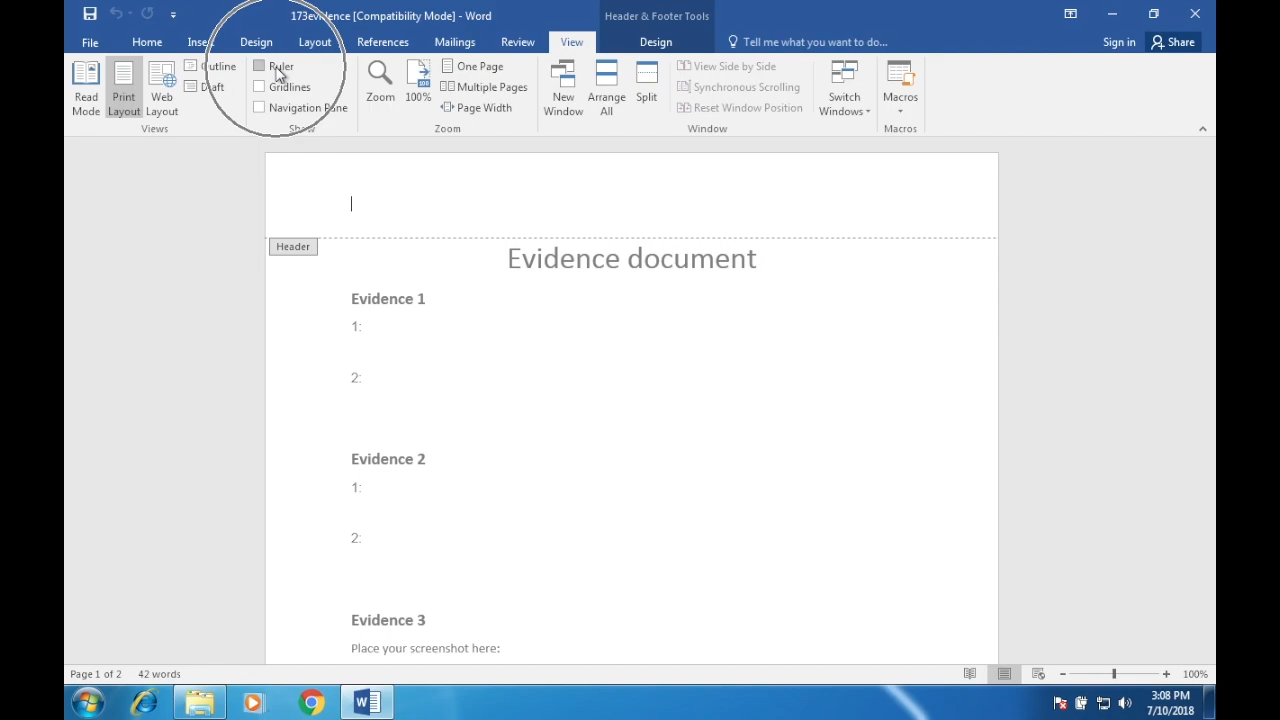 173evidence [Compatibility Mode] - Word
Header & Footer Tools
File Home Insert Design Layout References Mailings Review View Design Tell me what you want to do... Sign in Share
Read Mode
Print Layout
Web Layout
Outline
Draft
Views
Ruler
Gridlines
Navigation Pane
Show
Zoom
100%
One Page
Multiple Pages
Page Width
Zoom
New Window
Arrange All
Split
View Side by Side
Synchronous Scrolling
Reset Window Position
Window
Switch Windows
Macros
Macros
Header
Evidence document
Evidence 1
1:
2:
Evidence 2
1:
2:
Evidence 3
Place your screenshot here:
Page 1 of 2 42 words
100%
3:08 PM
7/10/2018